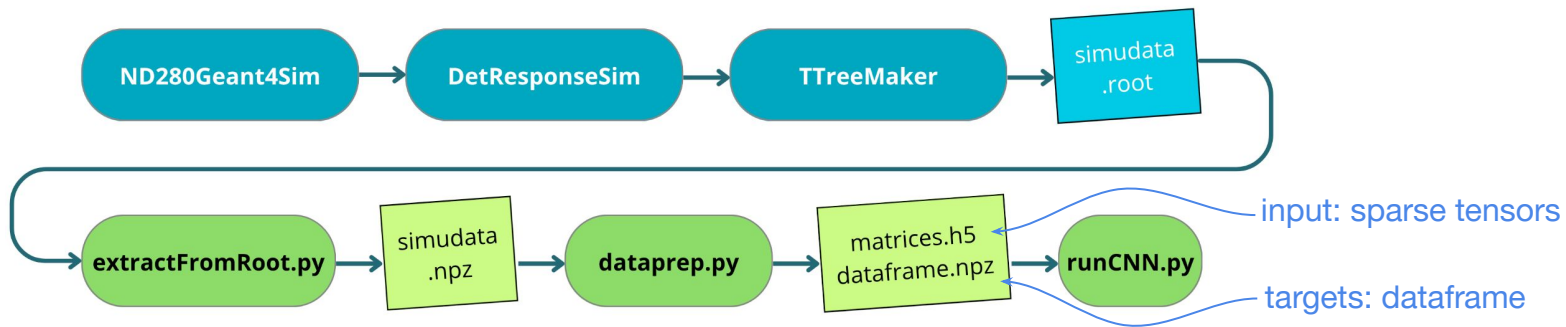 ND280Geant4Sim
DetResponseSim
TTreeMaker
simudata
.root
extractFromRoot.py
simudata
.npz
dataprep.py
matrices.h5
dataframe.npz
runCNN.py
input: sparse tensors
targets: dataframe